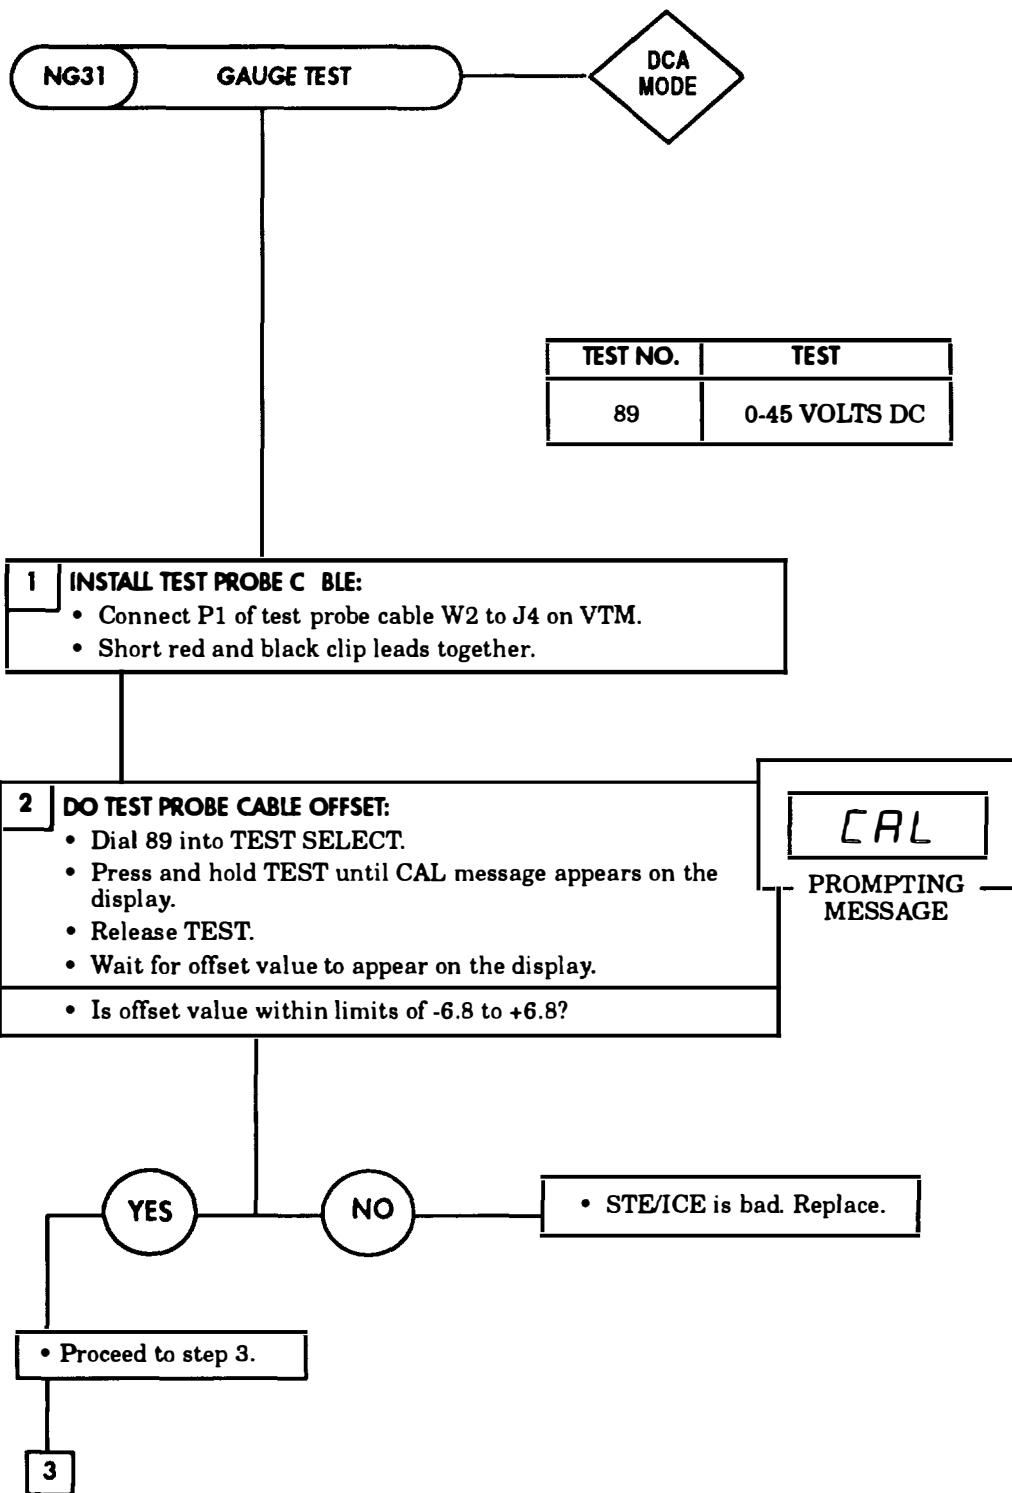 NG31 GAUGE TEST
DCA
MODE
TEST NO. TEST
89 0-45 VOLTS DC
1 INSTALL TEST PROBE C BLE:
• Connect P1 of test probe cable W2 to J4 on VTM.
• Short red and black clip leads together.
2 DO TEST PROBE CABLE OFFSET:
• Dial 89 into TEST SELECT.
• Press and hold TEST until CAL message appears on the
display.
• Release TEST.
• Wait for offset value to appear on the display.
• Is offset value within limits of -6.8 to +6.8?
CAL
PROMPTING
MESSAGE
YES
NO
• STE/ICE is bad. Replace.
• Proceed to step 3.
3